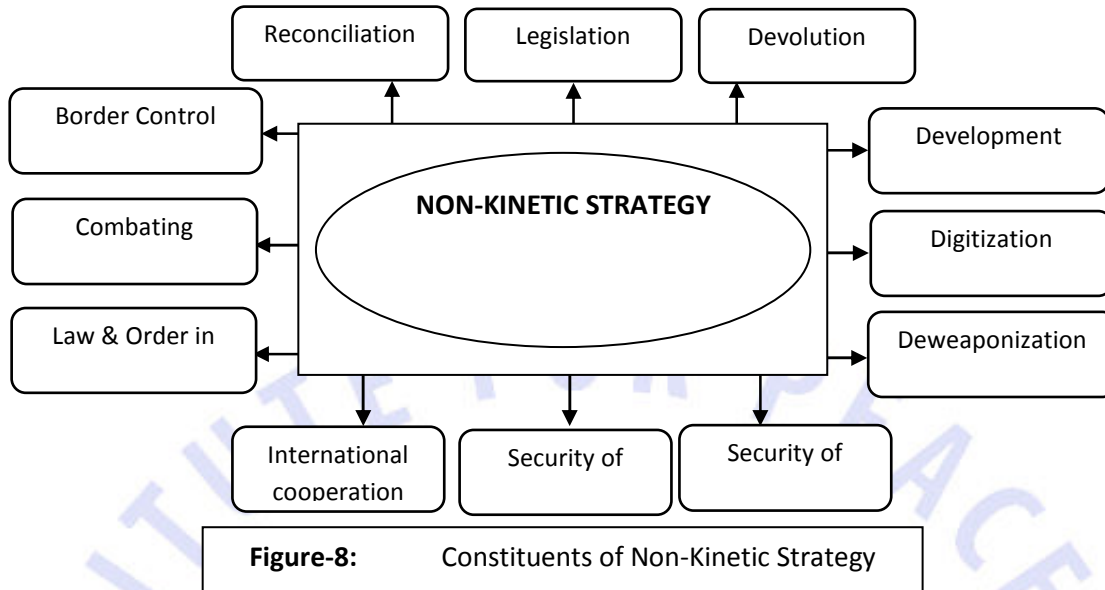 Reconciliation
Legislation
Devolution
Border Control
Development
NON-KINETIC STRATEGY
Combating
Digitization
Law & Order in
Deweaponization
International
cooperation
Security of
Security of
Figure-8: Constituents of Non-Kinetic Strategy